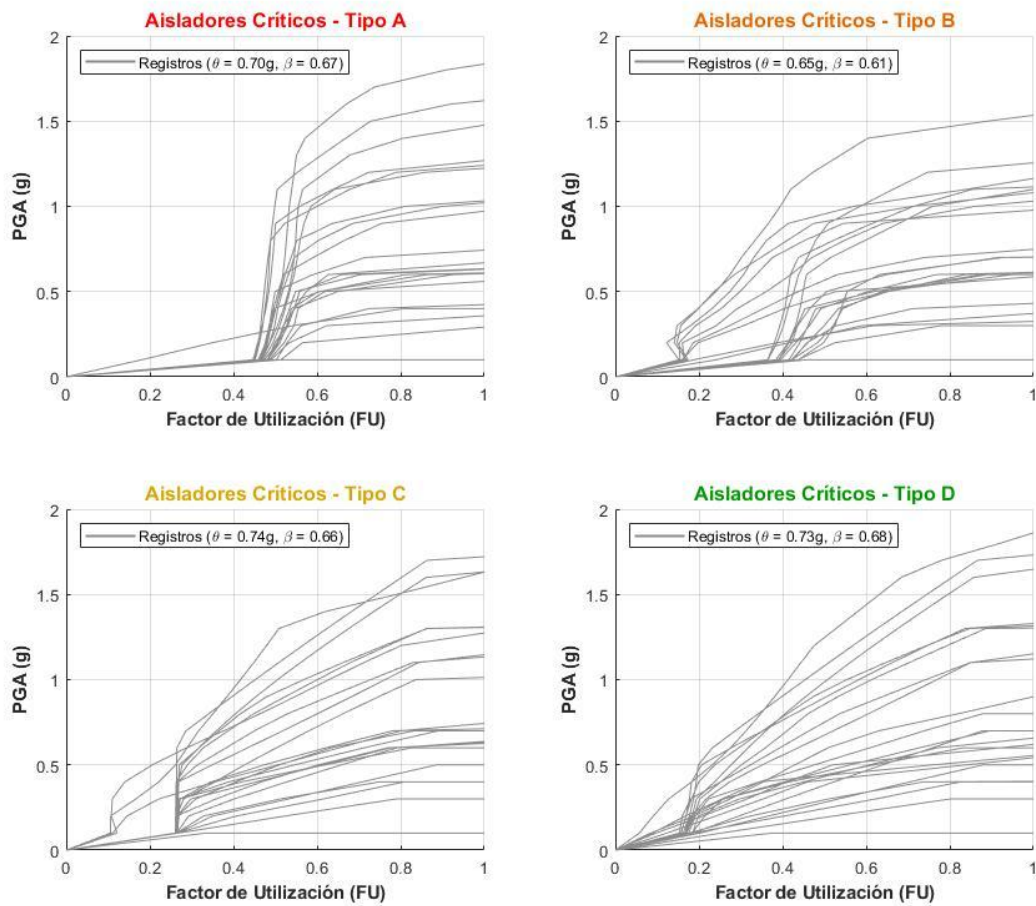 Aisladores Críticos - Tipo A
Registros (θ = 0.70g, β = 0.67)
PGA (g)
2
1.5
1
0.5
0
0 0.2 0.4 0.6 0.8 1
Factor de Utilización (FU)
Aisladores Críticos - Tipo B
Registros (θ = 0.65g, β = 0.61)
PGA (g)
2
1.5
1
0.5
0
0 0.2 0.4 0.6 0.8 1
Factor de Utilización (FU)
Aisladores Críticos - Tipo C
Registros (θ = 0.74g, β = 0.66)
PGA (g)
2
1.5
1
0.5
0
0 0.2 0.4 0.6 0.8 1
Factor de Utilización (FU)
Aisladores Críticos - Tipo D
Registros (θ = 0.73g, β = 0.68)
PGA (g)
2
1.5
1
0.5
0
0 0.2 0.4 0.6 0.8 1
Factor de Utilización (FU)